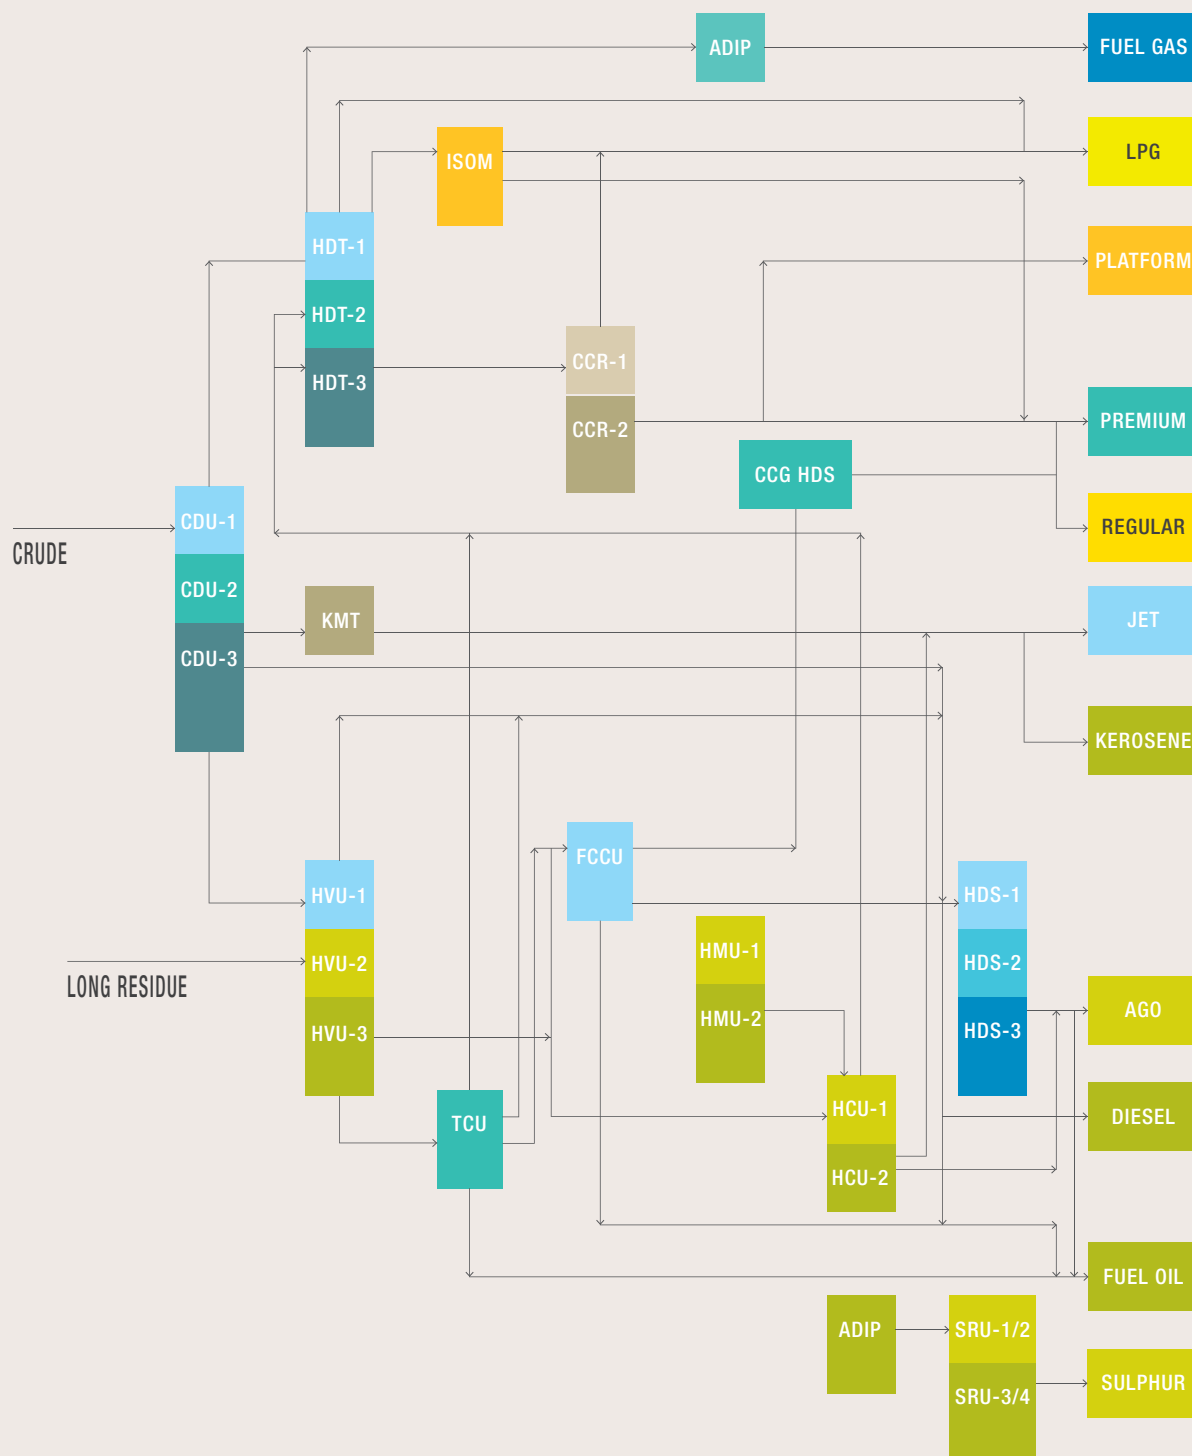 ADIP
FUEL GAS
ISOM
LPG
HDT-1
PLATFORM
HDT-2
CCR-1
HDT-3
PREMIUM
CCR-2
CCG HDS
CDU-1
REGULAR
CRUDE
CDU-2
KMT
JET
CDU-3
KEROSENE
FCCU
HVU-1
HDS-1
HMU-1
HVU-2
HDS-2
LONG RESIDUE
AGO
HMU-2
HVU-3
HDS-3
HCU-1
TCU
DIESEL
HCU-2
FUEL OIL
ADIP
SRU-1/2
SULPHUR
SRU-3/4